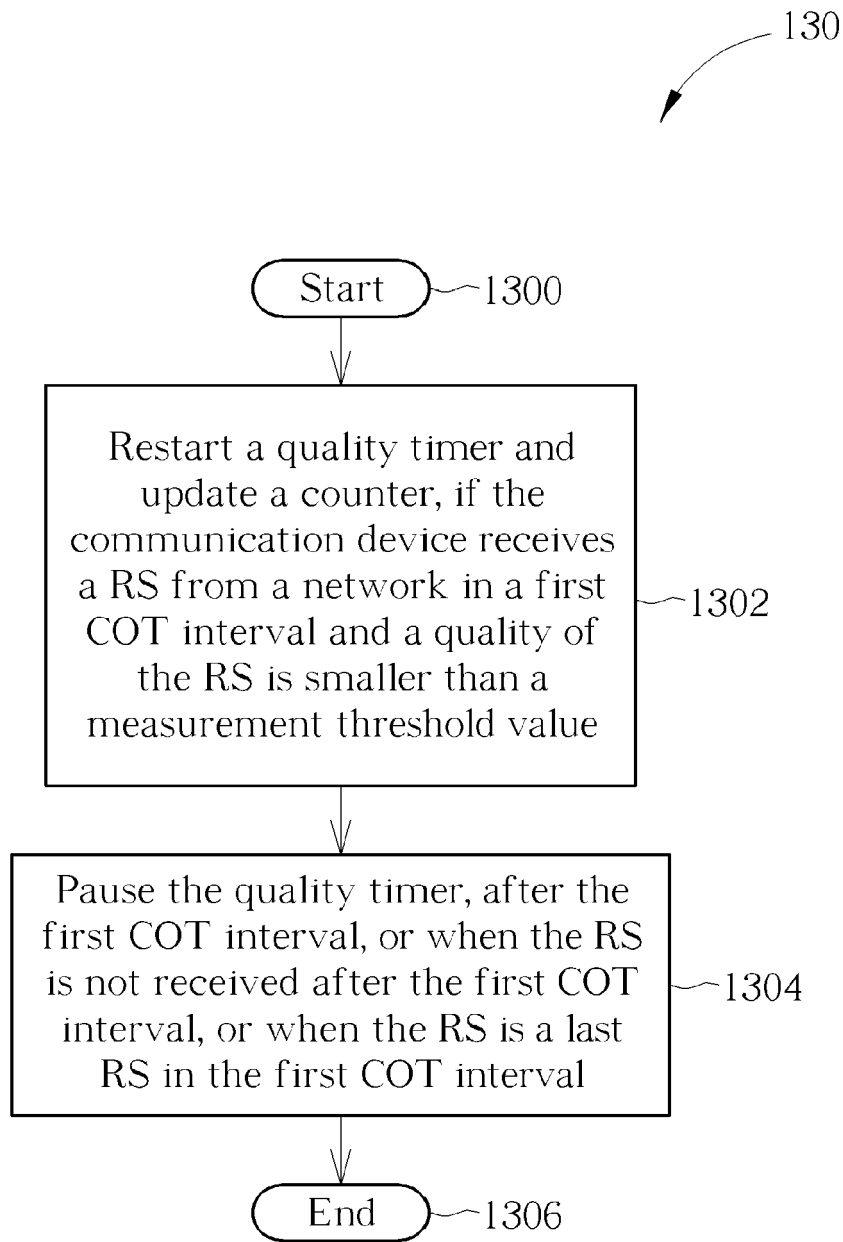 130
Start
1300
Restart a quality timer and
update a counter, if the
communication device receives
a RS from a network in a first
COT interval and a quality of
the RS is smaller than a
measurement threshold value
1302
Pause the quality timer, after the
first COT interval, or when the RS
is not received after the first COT
interval, or when the RS is a last
RS in the first COT interval
1304
End
1306